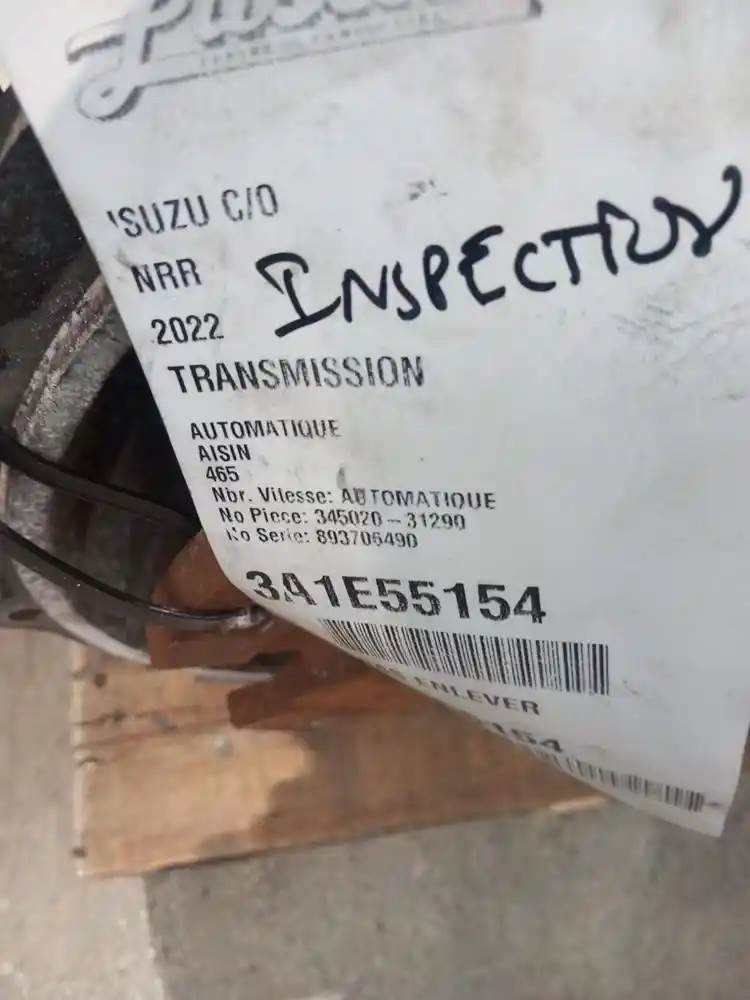 ISUZU C/O
NRR
INSPECTION
2022
TRANSMISSION
AUTOMATIQUE
AISIN
465
Nbr. Vitesse: AUTOMATIQUE
No Piece: 345020-31290
No Serie: 893706490
3A1E55154
ENLEVER